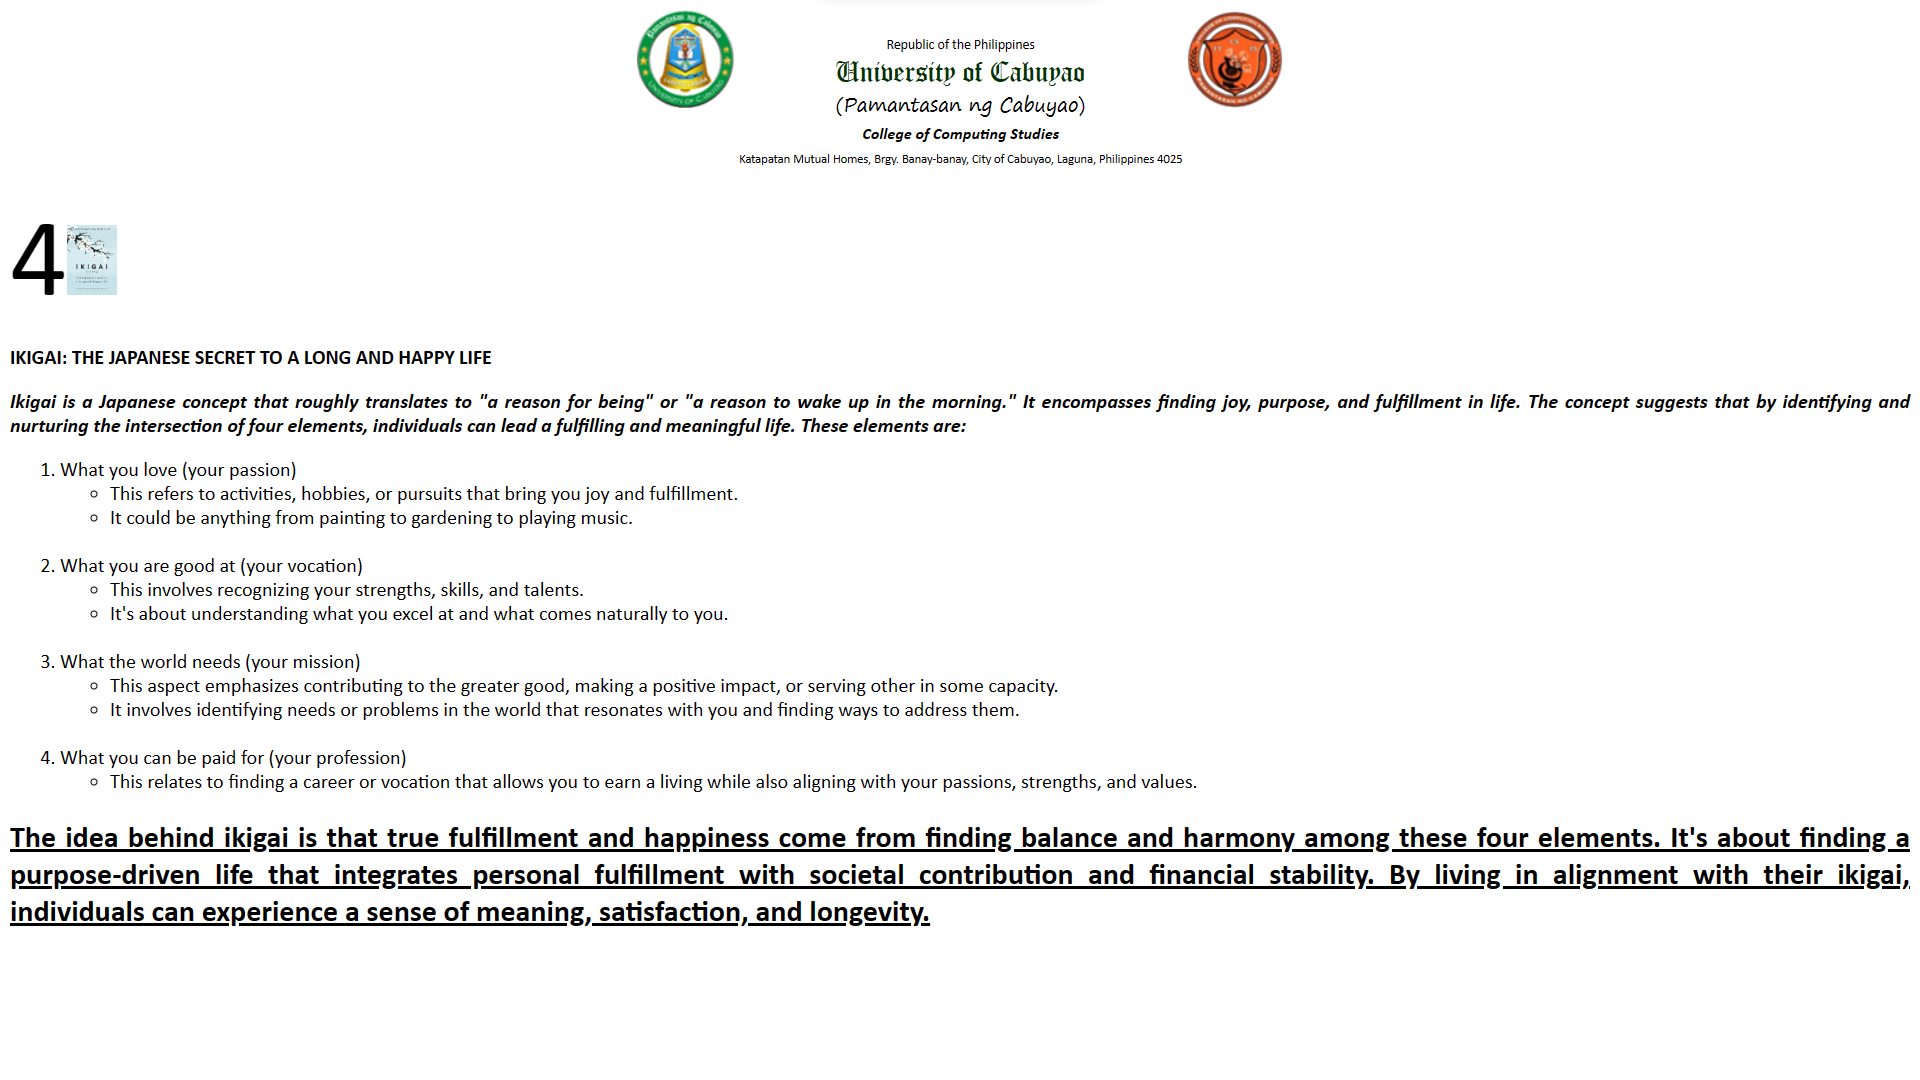 Republic of the Philippines
University of Cabuyao
(Pamantasan ng Cabuyao)
College of Computing Studies
Katapatan Mutual Homes, Brgy. Banay-banay, City of Cabuyao, Laguna, Philippines 4025
4
IKIGAI
IKIGAI: THE JAPANESE SECRET TO A LONG AND HAPPY LIFE
Ikigai is a Japanese concept that roughly translates to "a reason for being" or "a reason to wake up in the morning." It encompasses finding joy, purpose, and fulfillment in life. The concept suggests that by identifying and
nurturing the intersection of four elements, individuals can lead a fulfilling and meaningful life. These elements are:
1. What you love (your passion)
This refers to activities, hobbies, or pursuits that bring you joy and fulfillment.
It could be anything from painting to gardening to playing music.
2. What you are good at (your vocation)
This involves recognizing your strengths, skills, and talents.
It's about understanding what you excel at and what comes naturally to you.
3. What the world needs (your mission)
This aspect emphasizes contributing to the greater good, making a positive impact, or serving other in some capacity.
It involves identifying needs or problems in the world that resonates with you and finding ways to address them.
4. What you can be paid for (your profession)
This relates to finding a career or vocation that allows you to earn a living while also aligning with your passions, strengths, and values.
The idea behind ikigai is that true fulfillment and happiness come from finding balance and harmony among these four elements. It's about finding a
purpose-driven life that integrates personal fulfillment with societal contribution and financial stability. By living in alignment with their ikigai,
individuals can experience a sense of meaning, satisfaction, and longevity.